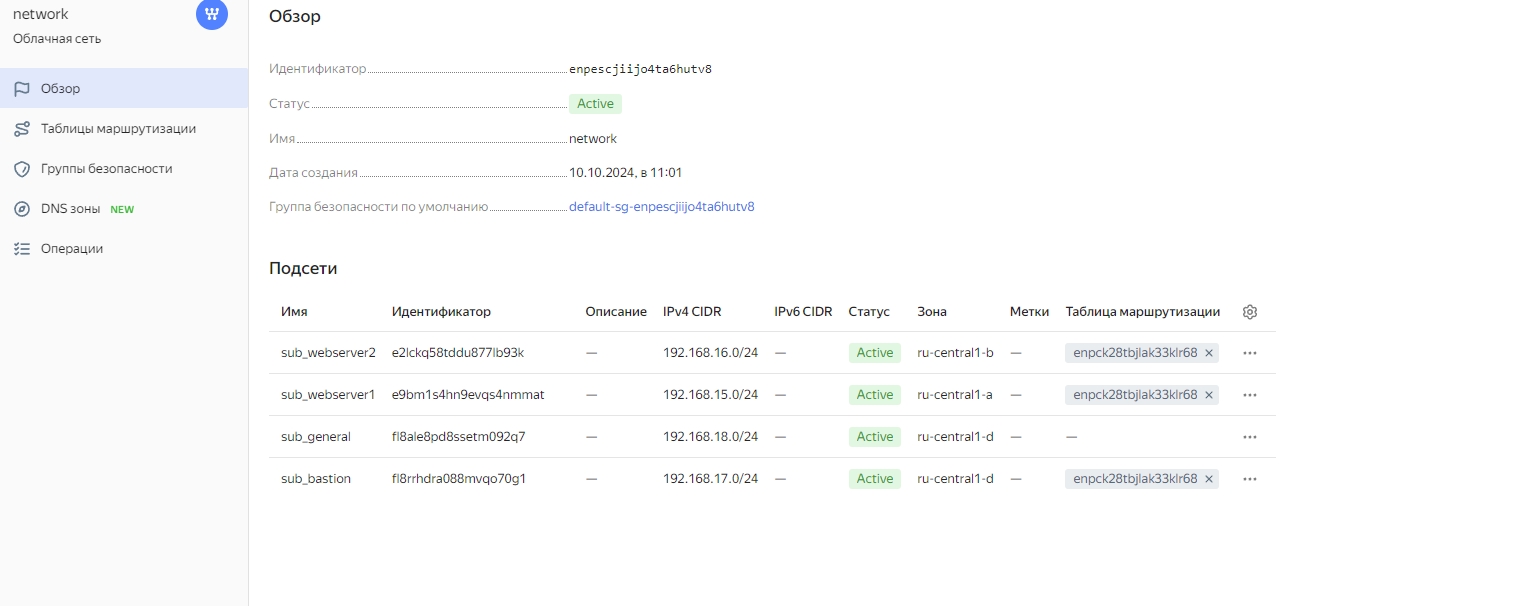 network
Облачная сеть
Обзор
Таблицы маршрутизации
Группы безопасности
DNS зоны NEW
Операции
Обзор
Идентификатор enpescjiijo4ta6hutv8
Статус Active
Имя network
Дата создания 10.10.2024, в 11:01
Группа безопасности по умолчанию default-sg-enpescjiijo4ta6hutv8
Подсети
Имя Идентификатор Описание IPv4 CIDR IPv6 CIDR Статус Зона Метки Таблица маршрутизации
sub_webserver2 e2lckq58tddu877lb93k — 192.168.16.0/24 — Active ru-central1-b — enpck28tbjlak33klr68 ×
sub_webserver1 e9bm1s4hn9evqs4nmmat — 192.168.15.0/24 — Active ru-central1-a — enpck28tbjlak33klr68 ×
sub_general fl8ale8pd8ssetm092q7 — 192.168.18.0/24 — Active ru-central1-d — —
sub_bastion fl8rrhdra088mvqo70g1 — 192.168.17.0/24 — Active ru-central1-d — enpck28tbjlak33klr68 ×